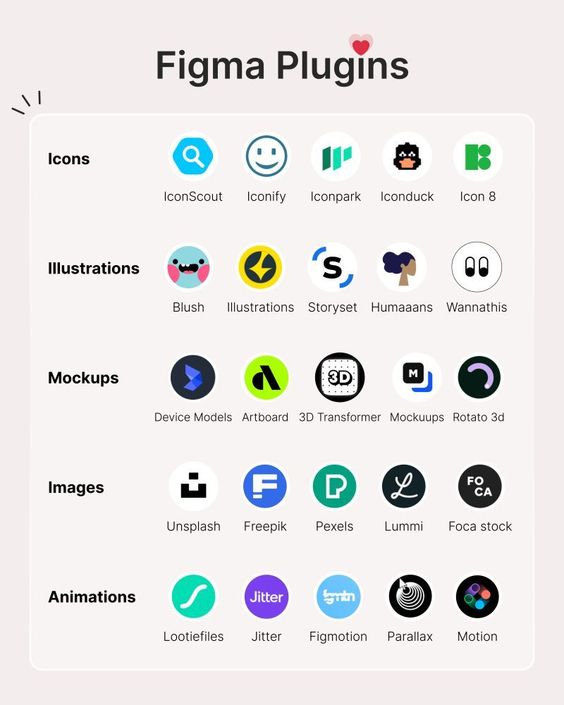 Figma Plugins
Icons
IconScout Iconify Iconpark Iconduck Icon 8
Illustrations
S
Blush Illustrations Storyset Humaaans Wannathis
Mockups
3D M
Device Models Artboard 3D Transformer Mockuups Rotato 3d
Images
FO
CA
Unsplash Freepik Pexels Lummi Foca stock
Animations
Jitter figmtn
Lootiefiles Jitter Figmotion Parallax Motion